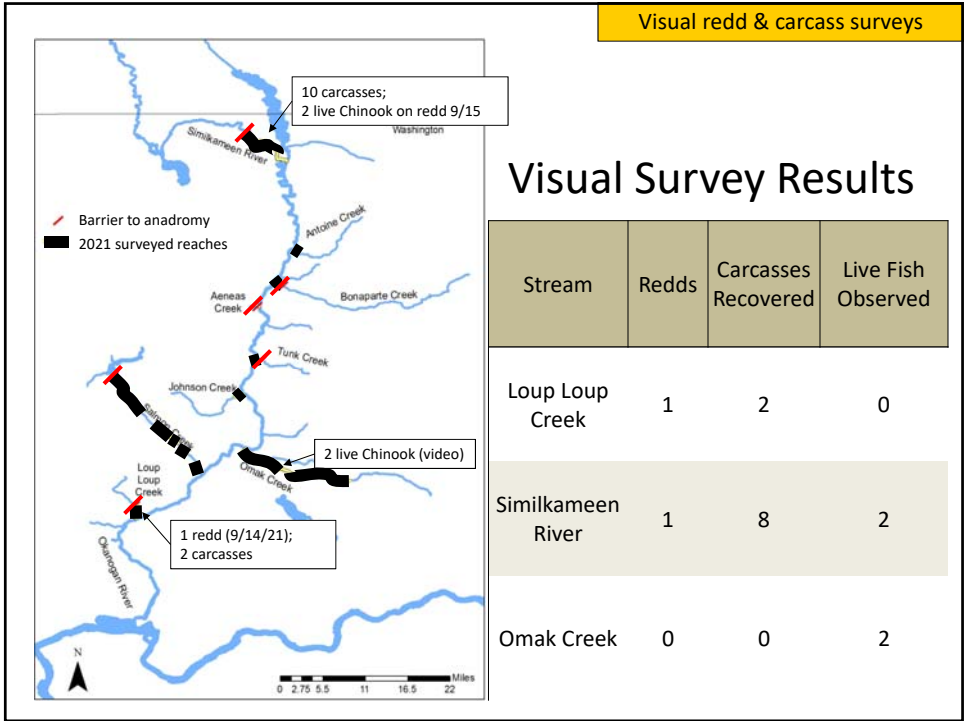 Visual redd & carcass surveys
10 carcasses;
2 live Chinook on redd 9/15
Washington
Similkameen River
Barrier to anadromy
2021 surveyed reaches
Antoine Creek
Aeneas
Creek
Bonaparte Creek
Tunk Creek
Johnson Creek
Salmon Creek
2 live Chinook (video)
Omak Creek
Loup
Loup
Creek
1 redd (9/14/21);
2 carcasses
Okanogan River
N
Miles
0 2.75 5.5 11 16.5 22
Visual Survey Results
Stream Redds Carcasses Recovered Live Fish Observed
Loup Loup Creek 1 2 0
Similkameen River 1 8 2
Omak Creek 0 0 2